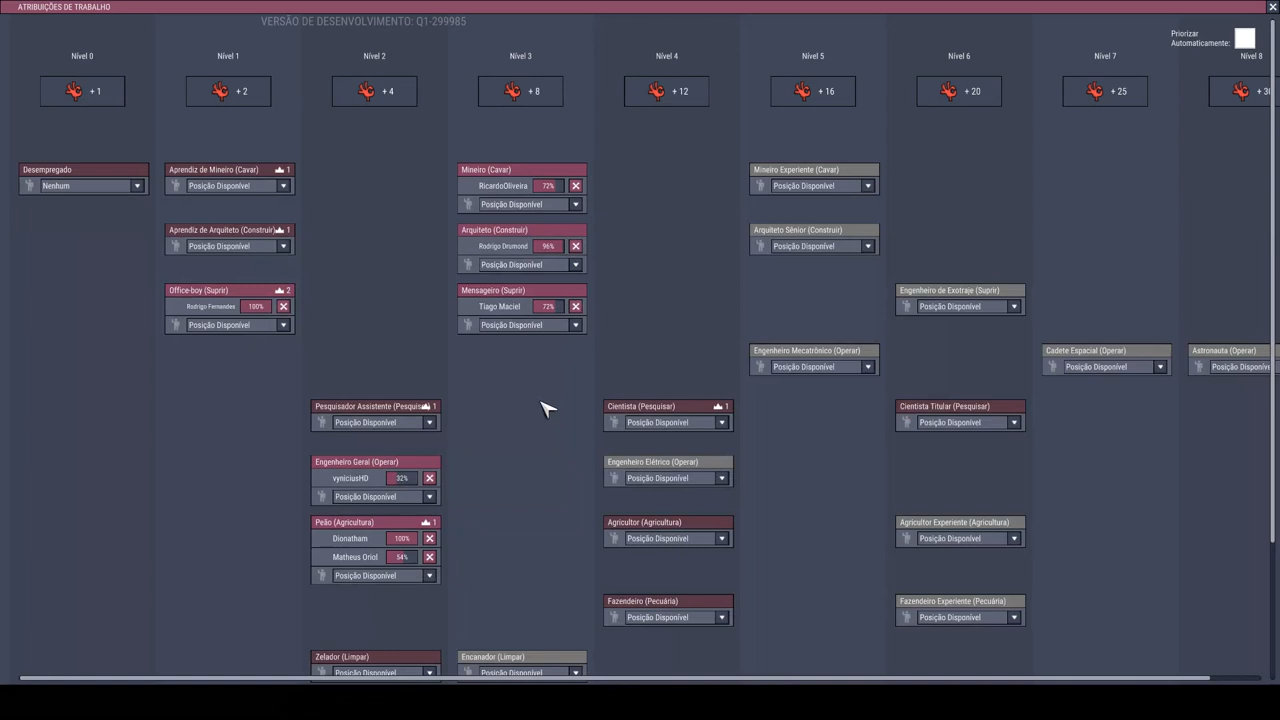 ATRIBUIÇÕES DE TRABALHO
VERSÃO DE DESENVOLVIMENTO: Q1-299985
Priorizar
Automaticamente:
Nível 0
Nível 1
Nível 2
Nível 3
Nível 4
Nível 5
Nível 6
Nível 7
Nível 8
+ 1
+ 2
+ 4
+ 8
+ 12
+ 16
+ 20
+ 25
Desempregado
Nenhum
Aprendiz de Mineiro (Cavar) 1
Posição Disponível
Mineiro (Cavar)
RicardoOliveira 72%
Posição Disponível
Mineiro Experiente (Cavar)
Posição Disponível
Aprendiz de Arquiteto (Construir) 1
Posição Disponível
Arquiteto (Construir)
Rodrigo Drumond 96%
Posição Disponível
Arquiteto Sênior (Construir)
Posição Disponível
Office-boy (Suprir) 2
Rodrigo Fernandes 100%
Posição Disponível
Mensageiro (Suprir)
Tiago Maciel 72%
Posição Disponível
Engenheiro de Exotraje (Suprir)
Posição Disponível
Engenheiro Mecatrônico (Operar)
Posição Disponível
Cadete Espacial (Operar)
Posição Disponível
Astronauta (Operar)
Posição Disponível
Pesquisador Assistente 1
Posição Disponível
Cientista (Pesquisar) 1
Posição Disponível
Cientista Titular (Pesquisar)
Posição Disponível
Engenheiro Geral (Operar)
vyniciusHD 32%
Posição Disponível
Engenheiro Elétrico (Operar)
Posição Disponível
Peão (Agricultura) 1
Dionatham 100%
Matheus Oriol 54%
Posição Disponível
Agricultor (Agricultura)
Posição Disponível
Agricultor Experiente (Agricultura)
Posição Disponível
Fazendeiro (Pecuária)
Posição Disponível
Fazendeiro Experiente (Pecuária)
Posição Disponível
Zelador (Limpar)
Posição Disponível
Encanador (Limpar)
Posição Disponível